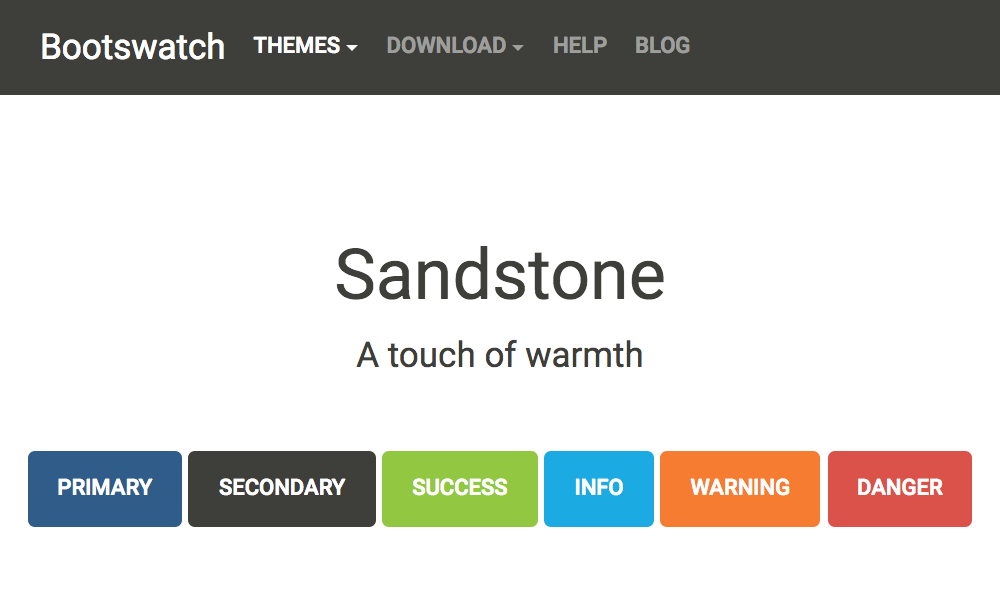 Bootswatch THEMES DOWNLOAD HELP BLOG
Sandstone
A touch of warmth
PRIMARY SECONDARY SUCCESS INFO WARNING DANGER